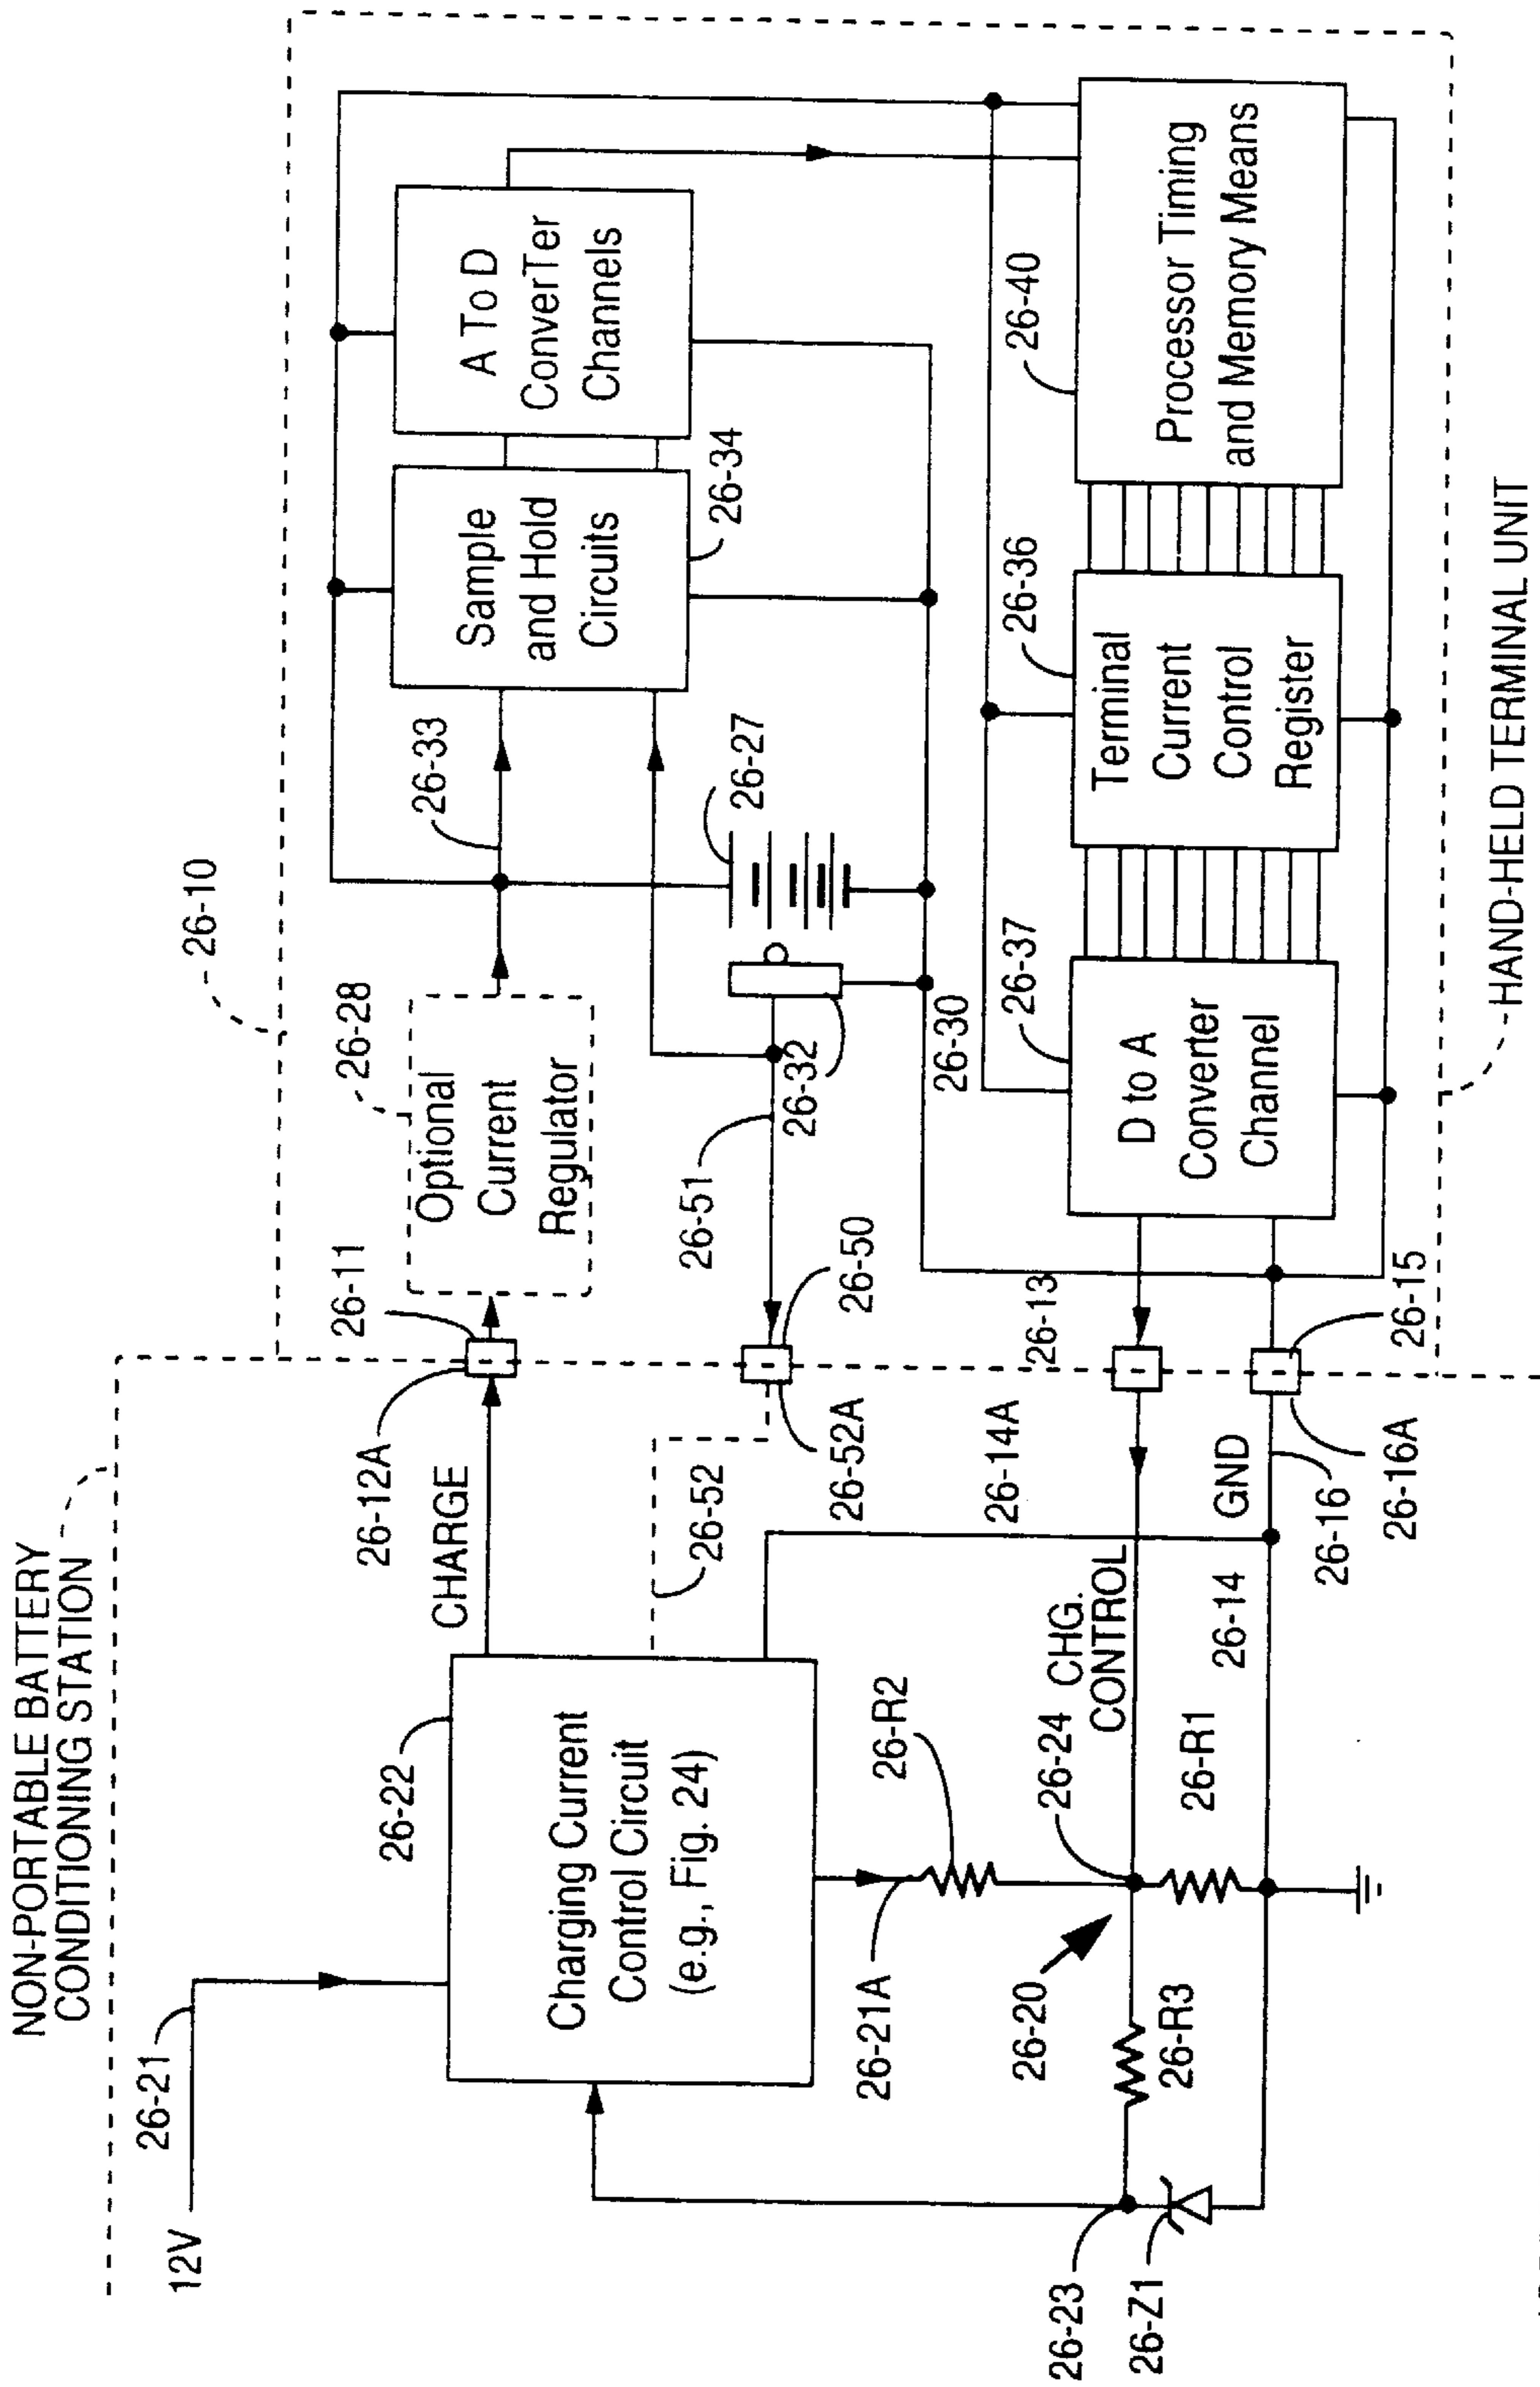 NON-PORTABLE BATTERY
CONDITIONING STATION
26-10
12V
26-21
26-22
Charging Current
Control Circuit
(e.g., Fig. 24)
CHARGE
26-12A
26-11
26-28
Optional
Current
Regulator
26-33
Sample
and Hold
Circuits
26-34
A To D
ConverTer
Channels
26-52
26-52A
26-50
26-51
26-32
26-27
26-30
26-21A
26-R2
26-20
26-24
CHG.
CONTROL
26-14A
26-13
26-37
D to A
Converter
Channel
26-36
Terminal
Current
Control
Register
26-40
Processor Timing
and Memory Means
26-23
26-Z1
26-R3
26-R1
26-14
GND
26-16
26-16A
26-15
HAND-HELD TERMINAL UNIT